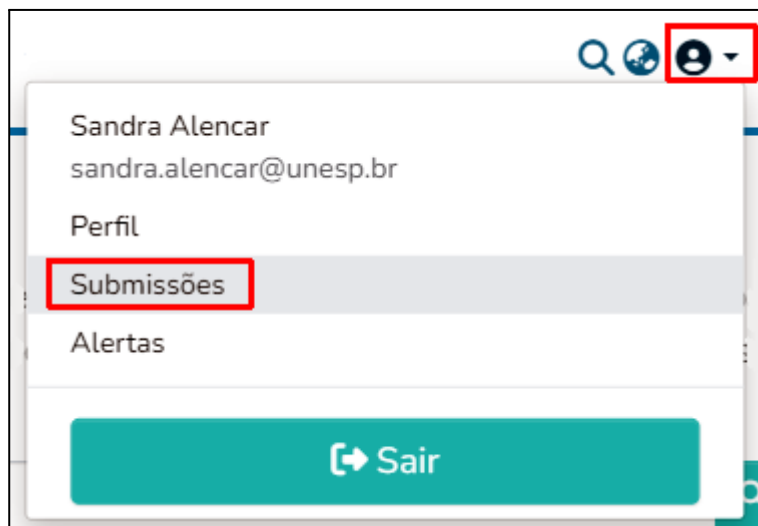 Sandra Alencar
sandra.alencar@unesp.br
Perfil
Submissões
Alertas
Sair